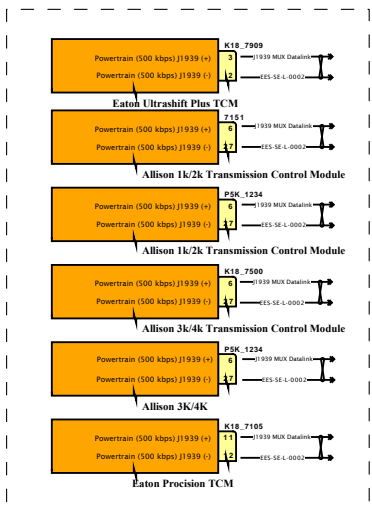 K18_7909
Powertrain (500 kbps) J1939 (+) 3 J1939 MUX Datalink
Powertrain (500 kbps) J1939 (-) 2 EES-SE-L-0002
Eaton Ultrashift Plus TCM
7151
Powertrain (500 kbps) J1939 (+) 6 J1939 MUX Datalink
Powertrain (500 kbps) J1939 (-) 27 EES-SE-L-0002
Allison 1k/2k Transmission Control Module
P5K_1234
Powertrain (500 kbps) J1939 (+) 6 J1939 MUX Datalink
Powertrain (500 kbps) J1939 (-) 27 EES-SE-L-0002
Allison 1k/2k Transmission Control Module
K18_7500
Powertrain (500 kbps) J1939 (+) 6 J1939 MUX Datalink
Powertrain (500 kbps) J1939 (-) 27 EES-SE-L-0002
Allison 3k/4k Transmission Control Module
P5K_1234
Powertrain (500 kbps) J1939 (+) 6 J1939 MUX Datalink
Powertrain (500 kbps) J1939 (-) 27 EES-SE-L-0002
Allison 3K/4K
K18_7105
Powertrain (500 kbps) J1939 (+) 11 J1939 MUX Datalink
Powertrain (500 kbps) J1939 (-) EES-SE-L-0002
Eaton Procision TCM